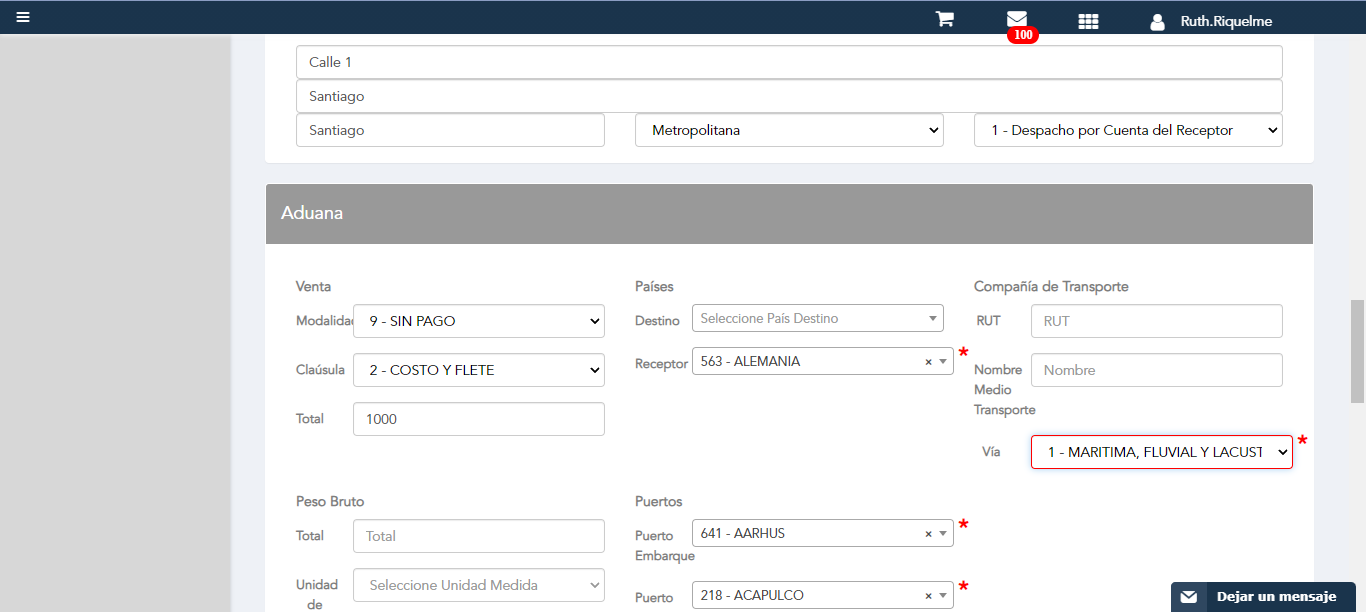 100
Ruth.Riquelme
Calle 1
Santiago
Santiago
Metropolitana
1 - Despacho por Cuenta del Receptor
Aduana
Venta
Modalidad
9 - SIN PAGO
Claúsula
2 - COSTO Y FLETE
Total
1000
Países
Destino
Seleccione País Destino
Receptor
563 - ALEMANIA
× *
Compañía de Transporte
RUT
RUT
Nombre
Medio
Transporte
Nombre
Vía
1 - MARITIMA, FLUVIAL Y LACUST
*
Peso Bruto
Total
Total
Unidad
de
Seleccione Unidad Medida
Puertos
Puerto
Embarque
641 - AARHUS
× *
Puerto
218 - ACAPULCO
× *
Dejar un mensaje